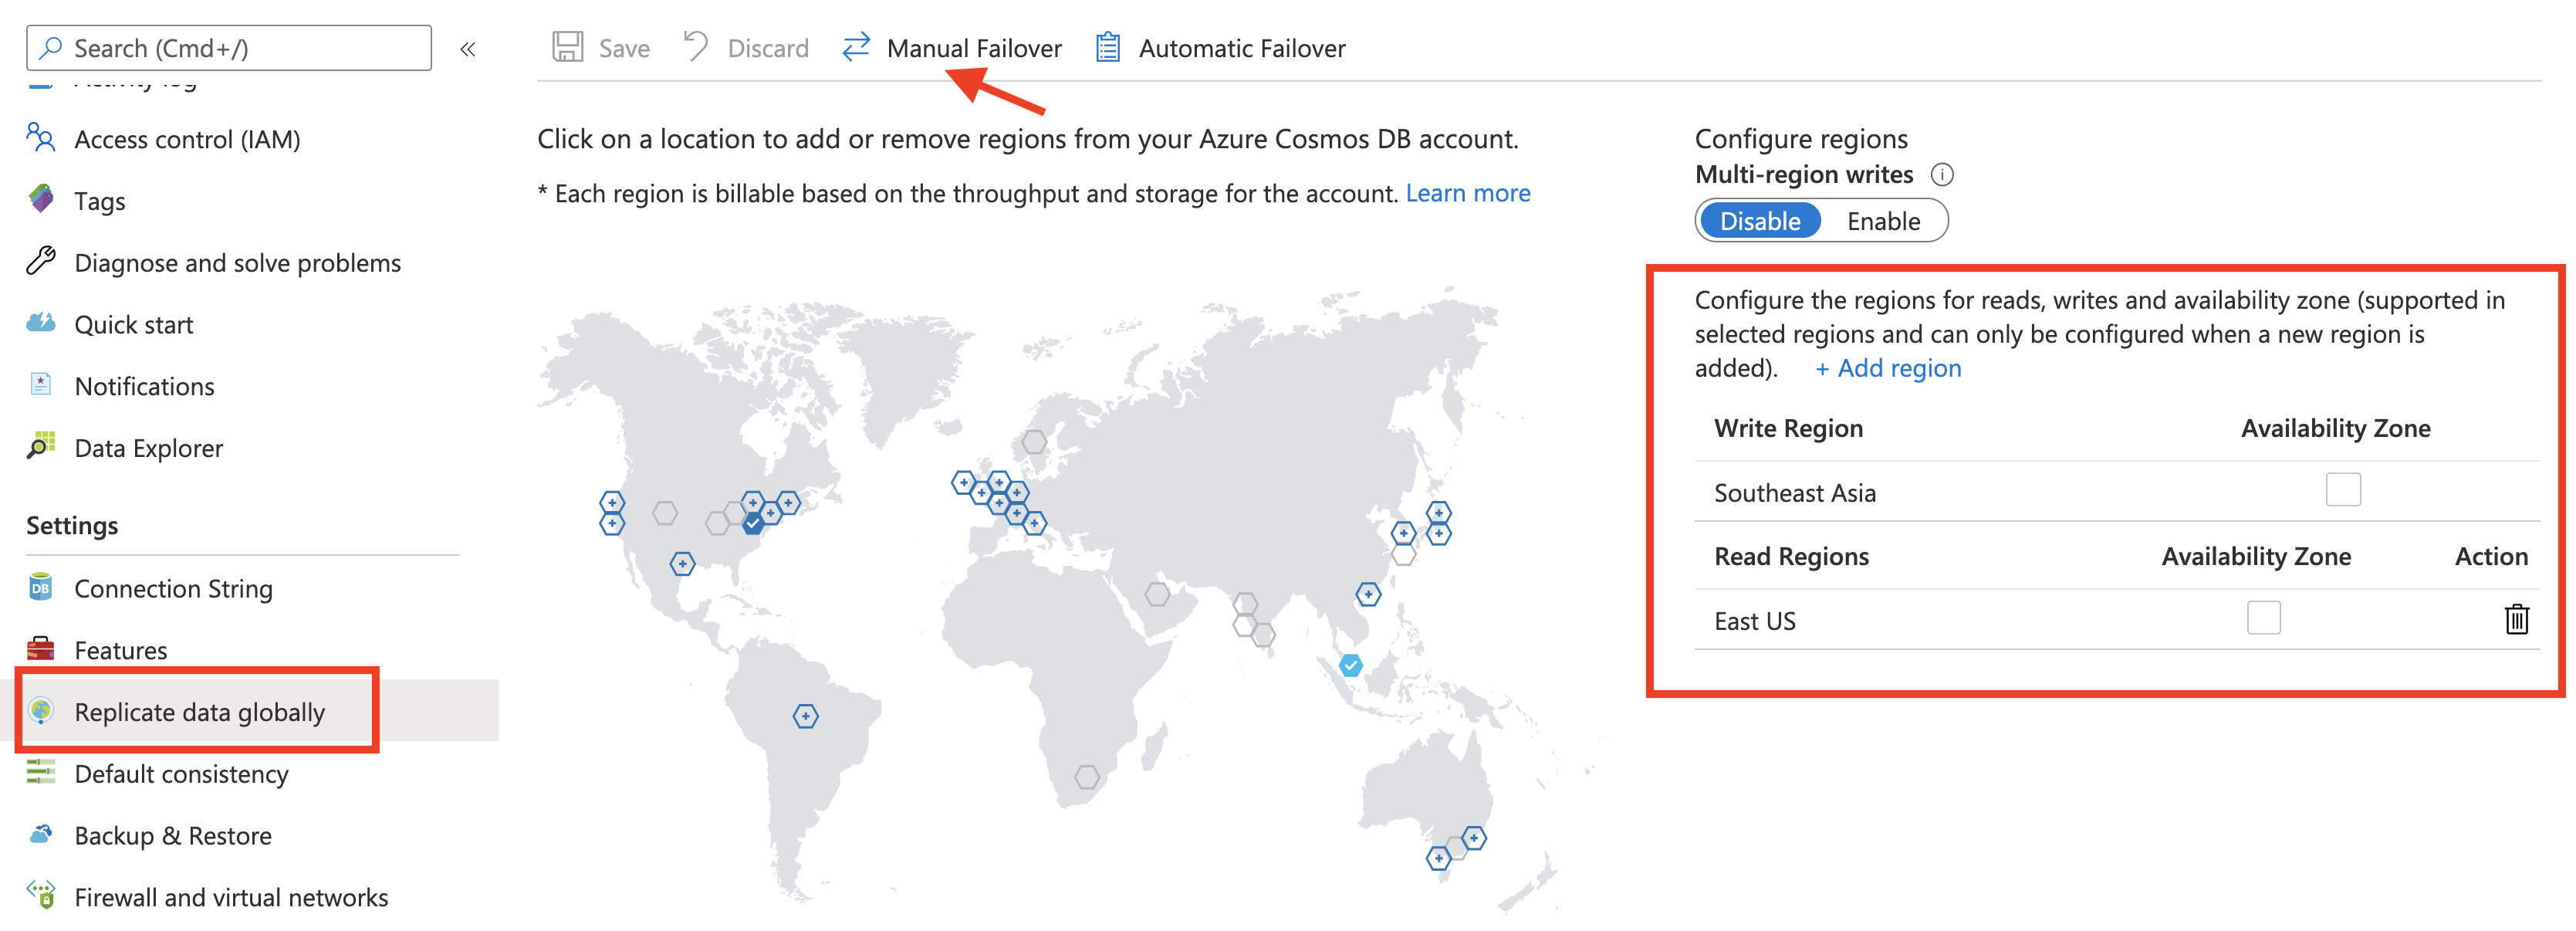 Search (Cmd+/)
«
Save
Discard
Manual Failover
Automatic Failover
Activity log
Access control (IAM)
Tags
Diagnose and solve problems
Quick start
Notifications
Data Explorer
Settings
DB
Connection String
Features
Replicate data globally
Default consistency
Backup & Restore
Firewall and virtual networks
Click on a location to add or remove regions from your Azure Cosmos DB account.
* Each region is billable based on the throughput and storage for the account. Learn more
Configure regions
Multi-region writes
Disable Enable
Configure the regions for reads, writes and availability zone (supported in
selected regions and can only be configured when a new region is
added). + Add region
Write Region Availability Zone
Southeast Asia
Read Regions Availability Zone Action
East US